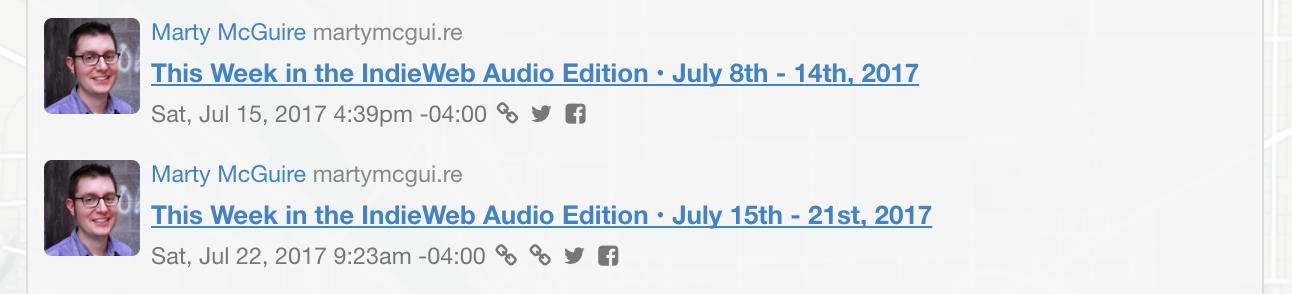 Marty McGuire martymcgui.re
This Week in the IndieWeb Audio Edition • July 8th - 14th, 2017
Sat, Jul 15, 2017 4:39pm -04:00
Marty McGuire martymcgui.re
This Week in the IndieWeb Audio Edition • July 15th - 21st, 2017
Sat, Jul 22, 2017 9:23am -04:00